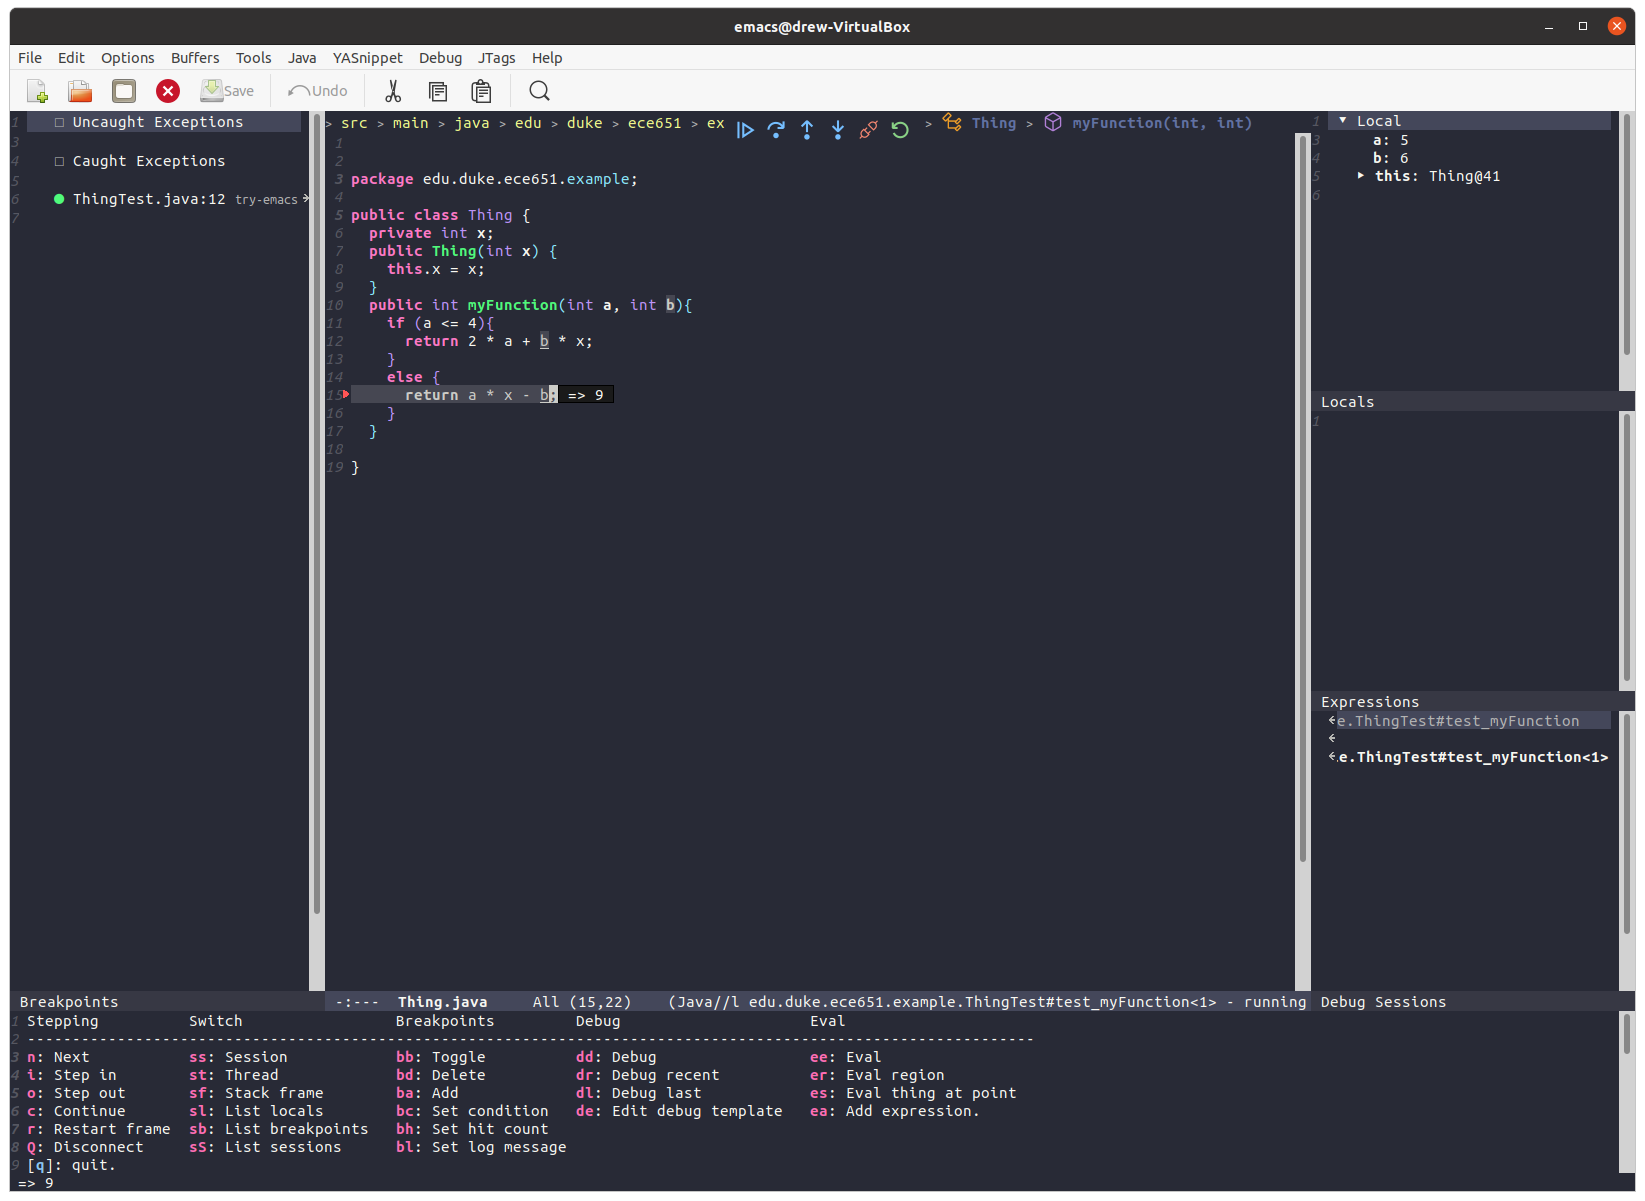 emacs@drew-VirtualBox
File Edit Options Buffers Tools Java YASnippet Debug JTags Help
Save Undo
1 Uncaught Exceptions
3
4 Caught Exceptions
5
6 ThingTest.java:12 try-emacs
7
Breakpoints
> src > main > java > edu > duke > ece651 > ex > Thing > myFunction(int, int)
1
2
3 package edu.duke.ece651.example;
4
5 public class Thing {
6 private int x;
7 public Thing(int x) {
8 this.x = x;
9 }
10 public int myFunction(int a, int b){
11 if (a <= 4){
12 return 2 * a + b * x;
13 }
14 else {
15 return a * x - b; => 9
16 }
17 }
18
19 }
-:--- Thing.java All (15,22) (Java//l edu.duke.ece651.example.ThingTest#test_myFunction<1> - running
1 Local
3 a: 5
4 b: 6
5 this: Thing@41
6
Locals
1
Expressions
e.ThingTest#test_myFunction
.e.ThingTest#test_myFunction<1>
Debug Sessions
1 Stepping Switch Breakpoints Debug Eval
2 ----------------------------------------------------------------------------------------------------------------
3 n: Next ss: Session bb: Toggle dd: Debug ee: Eval
4 i: Step in st: Thread bd: Delete dr: Debug recent er: Eval region
5 o: Step out sf: Stack frame ba: Add dl: Debug last es: Eval thing at point
6 c: Continue sl: List locals bc: Set condition de: Edit debug template ea: Add expression.
7 r: Restart frame sb: List breakpoints bh: Set hit count
8 Q: Disconnect sS: List sessions bl: Set log message
9 [q]: quit.
=> 9